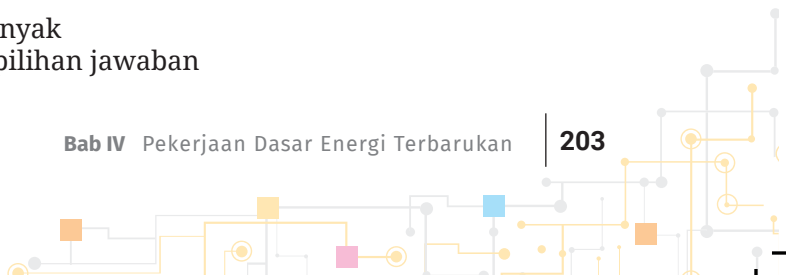 nyak
pilihan jawaban
Bab IV Pekerjaan Dasar Energi Terbarukan 203